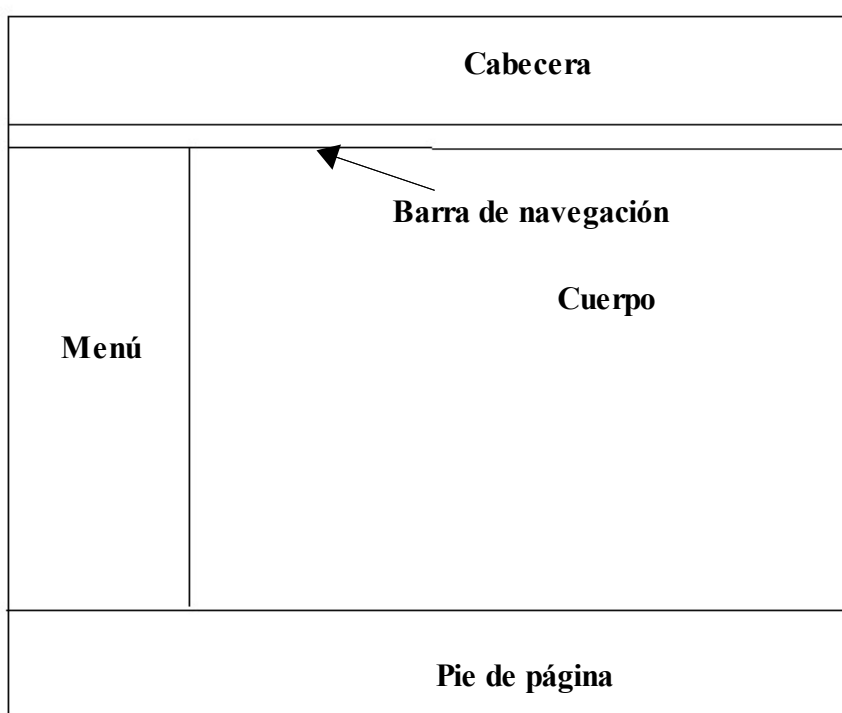 Cabecera
Barra de navegación
Cuerpo
Menú
Pie de página